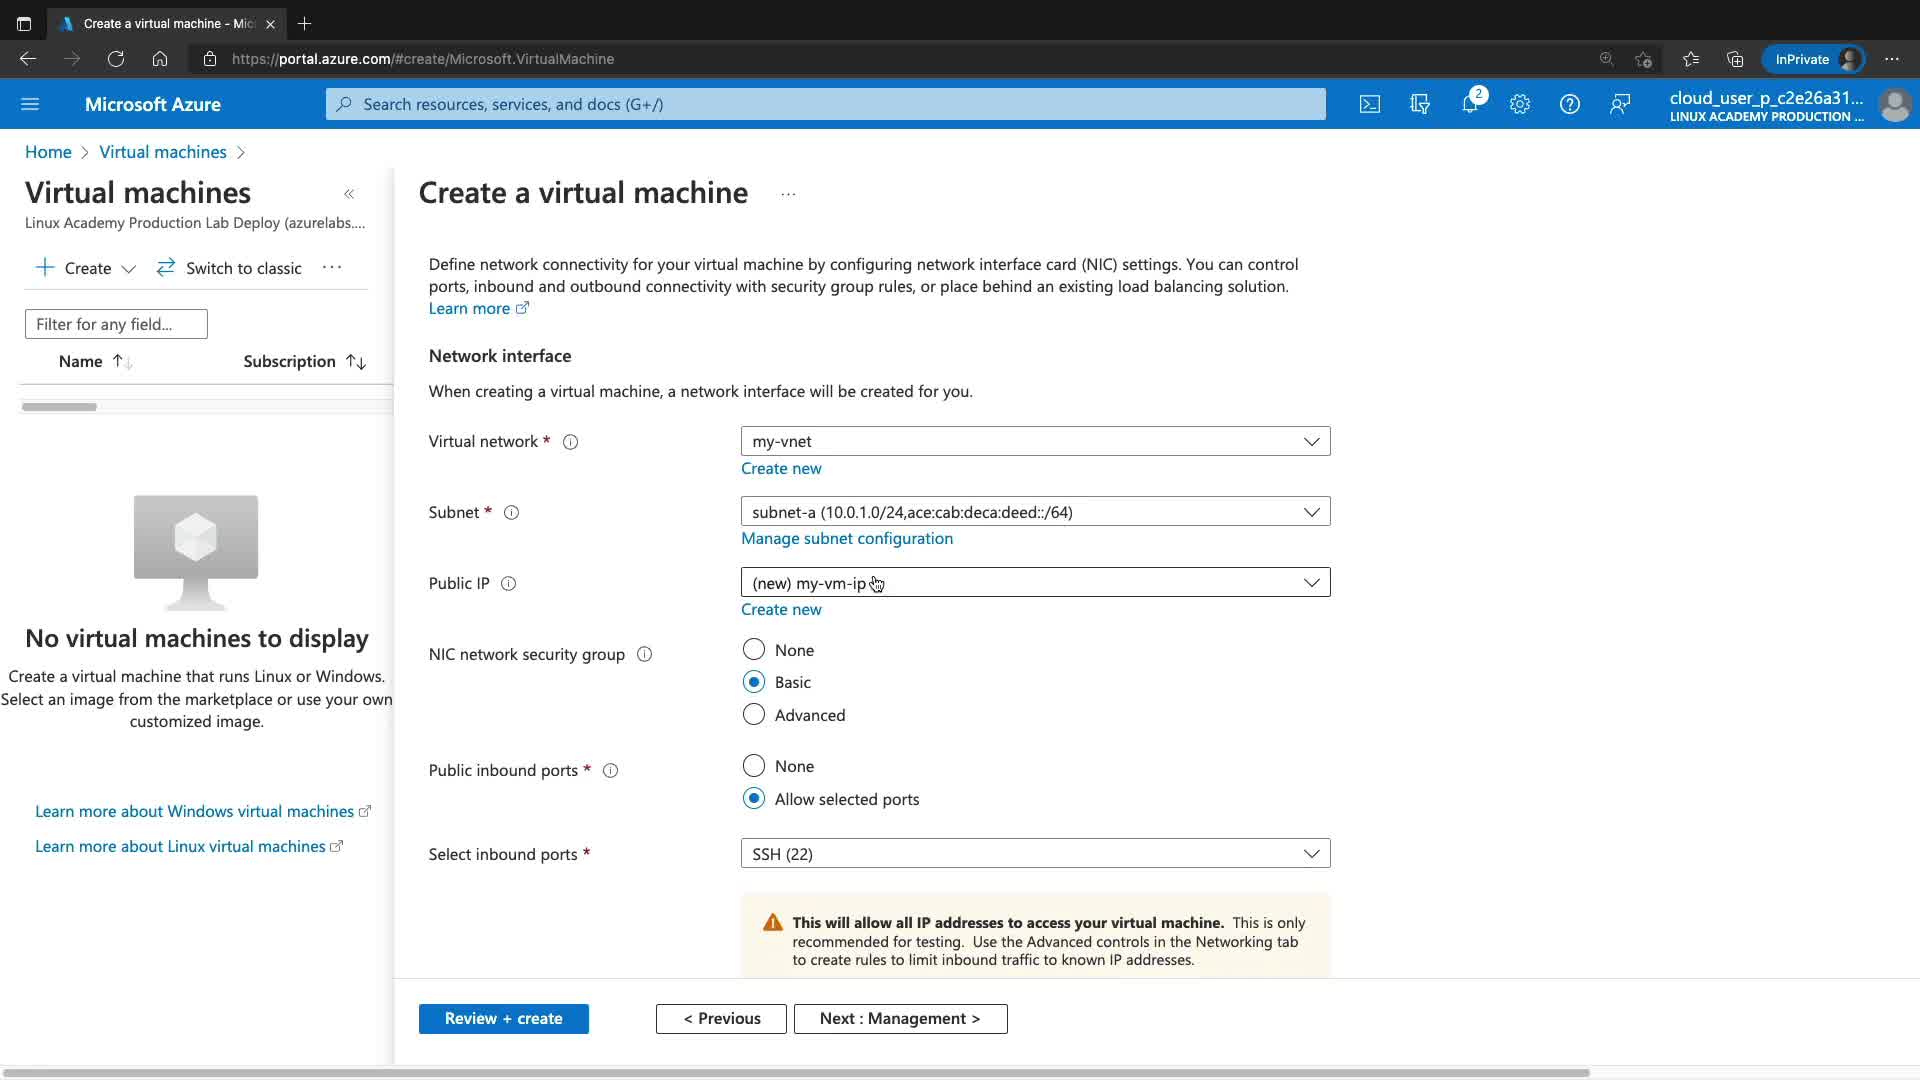 Create a virtual machine - Mic
https://portal.azure.com/#create/Microsoft.VirtualMachine
InPrivate
Microsoft Azure
Search resources, services, and docs (G+/)
2
cloud_user_p_c2e26a31...
LINUX ACADEMY PRODUCTION ...
Home > Virtual machines >
Virtual machines
«
Linux Academy Production Lab Deploy (azurelabs....
Create
Switch to classic
...
Filter for any field...
Name ↑↓
Subscription ↑↓
No virtual machines to display
Create a virtual machine that runs Linux or Windows.
Select an image from the marketplace or use your own
customized image.
Learn more about Windows virtual machines
Learn more about Linux virtual machines
Create a virtual machine ...
Define network connectivity for your virtual machine by configuring network interface card (NIC) settings. You can control
ports, inbound and outbound connectivity with security group rules, or place behind an existing load balancing solution.
Learn more
Network interface
When creating a virtual machine, a network interface will be created for you.
Virtual network *
my-vnet
Create new
Subnet *
subnet-a (10.0.1.0/24,ace:cab:deca:deed::/64)
Manage subnet configuration
Public IP
(new) my-vm-ip
Create new
NIC network security group
None
Basic
Advanced
Public inbound ports *
None
Allow selected ports
Select inbound ports *
SSH (22)
This will allow all IP addresses to access your virtual machine. This is only
recommended for testing. Use the Advanced controls in the Networking tab
to create rules to limit inbound traffic to known IP addresses.
Review + create
< Previous
Next : Management >